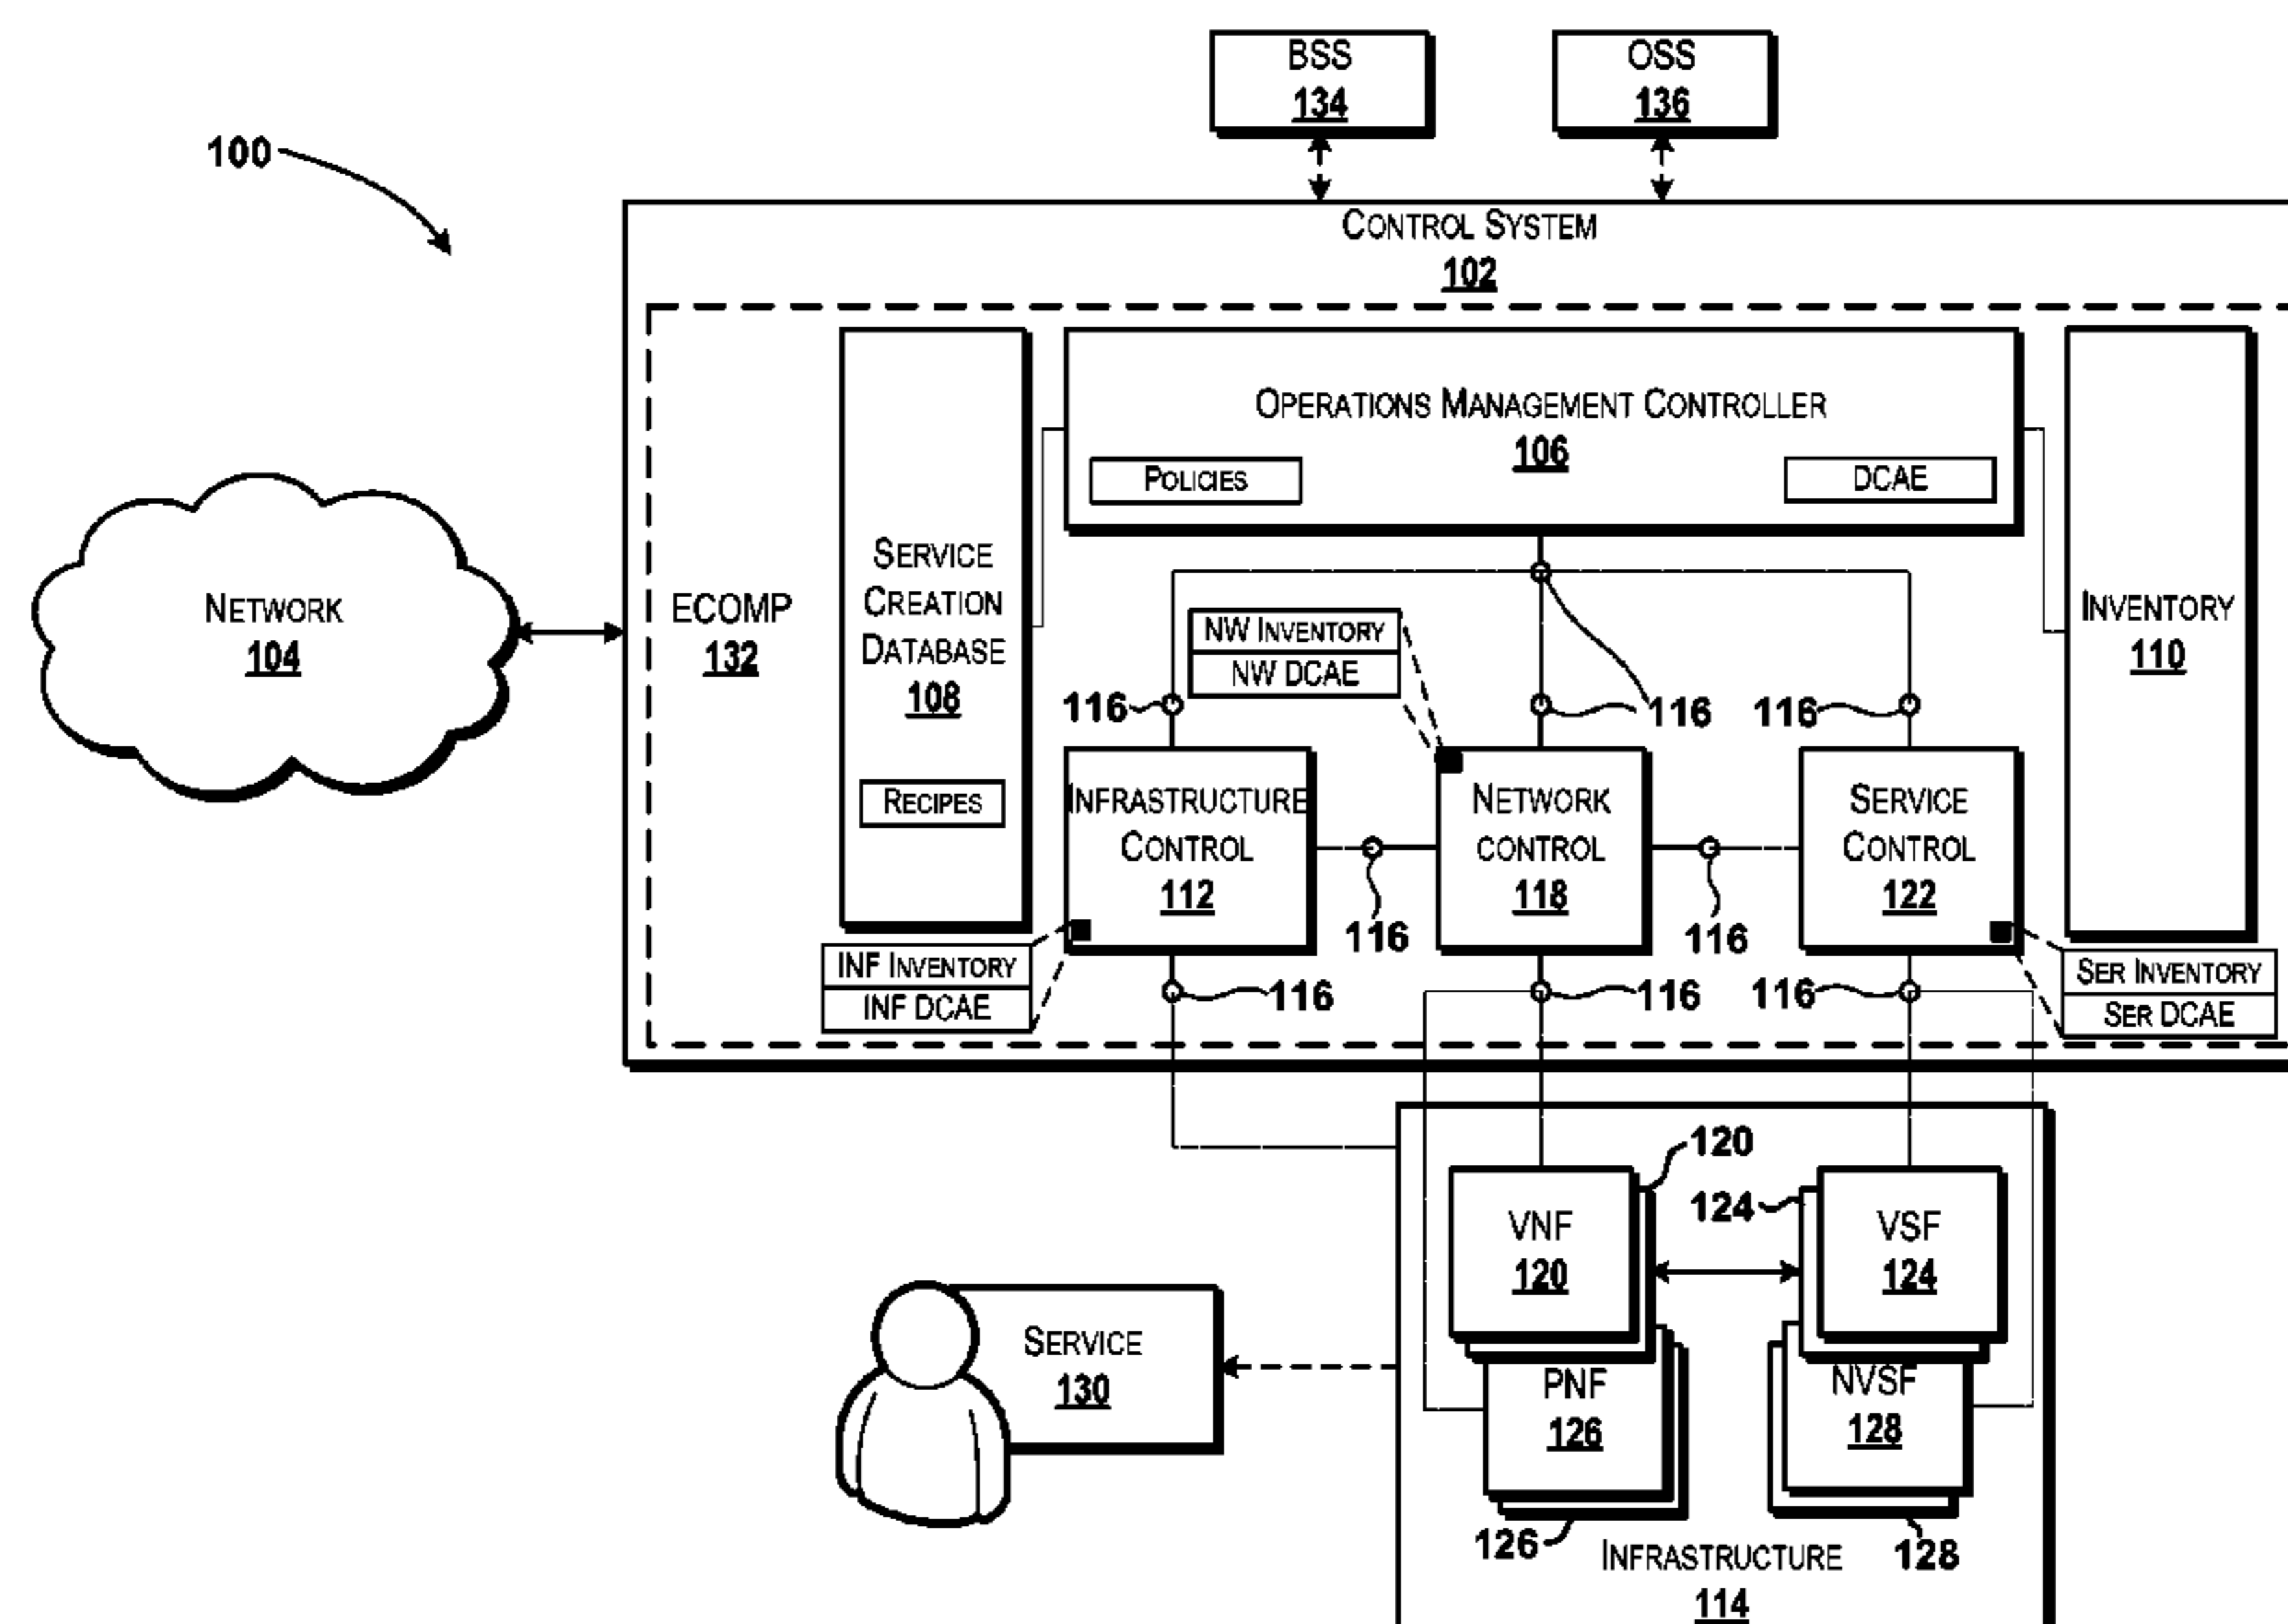 BSS
134
OSS
136
100
CONTROL SYSTEM
102
OPERATIONS MANAGEMENT CONTROLLER
106
POLICIES
DCAE
SERVICE
CREATION
DATABASE
108
RECIPES
NETWORK
104
ECOMP
132
INVENTORY
110
NW INVENTORY
NW DCAE
116
116
116
INFRASTRUCTURE
CONTROL
112
NETWORK
CONTROL
118
SERVICE
CONTROL
122
116
116
INF INVENTORY
INF DCAE
SER INVENTORY
SER DCAE
116
116
116
120
124
VNF
120
VSF
124
SERVICE
130
PNF
126
NVSF
128
126
128
INFRASTRUCTURE
114